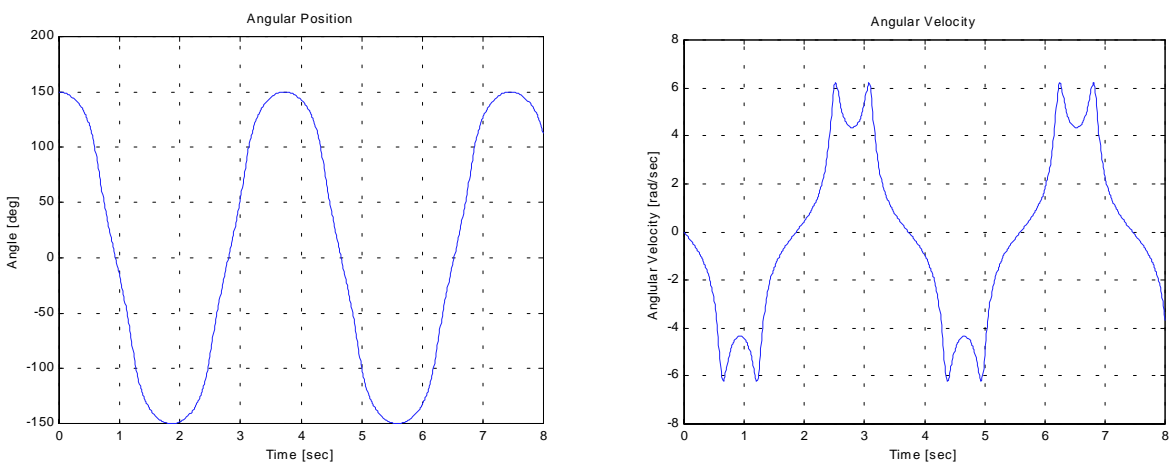 Angular Position
200
150
100
50
0
-50
-100
-150
0 1 2 3 4 5 6 7 8
Angle [deg]
Time [sec]
Angular Velocity
8
6
4
2
0
-2
-4
-6
-8
0 1 2 3 4 5 6 7 8
Anglular Velocity [rad/sec]
Time [sec]